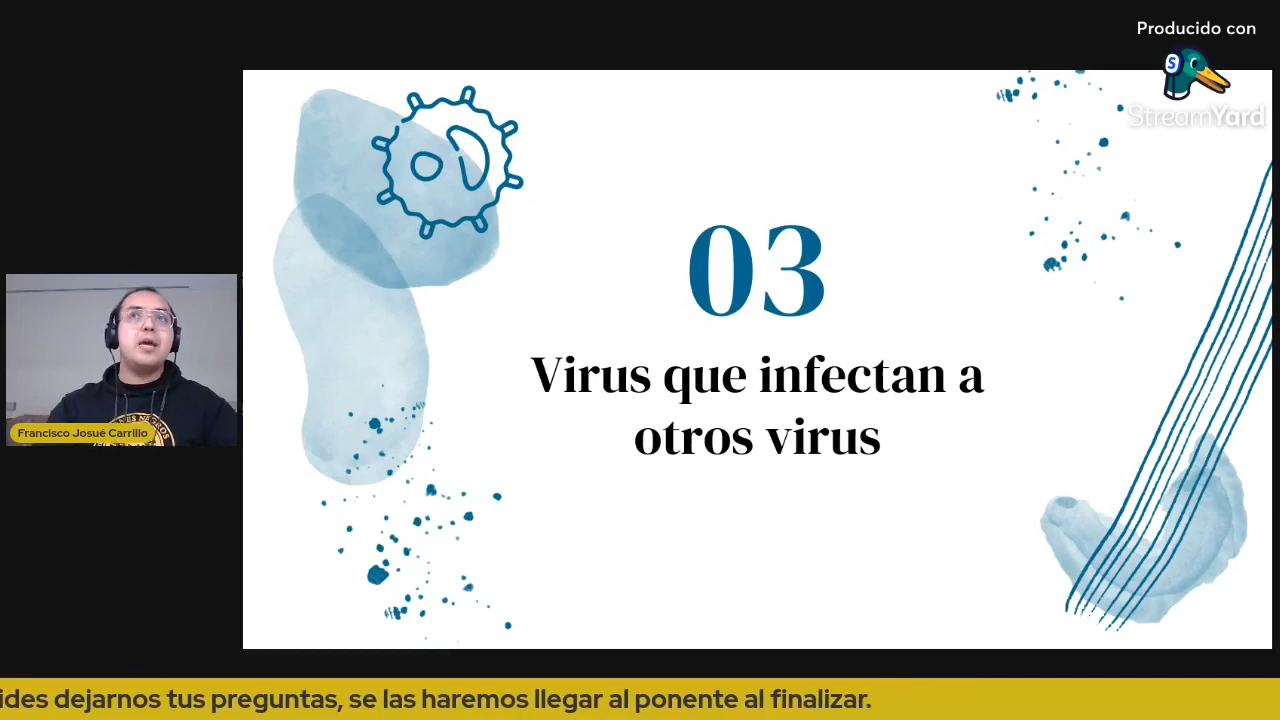 Producido con
S
StreamYard
03
Virus que infectan a
otros virus
Francisco Josué Carrillo
ides dejarnos tus preguntas, se las haremos llegar al ponente al finalizar.